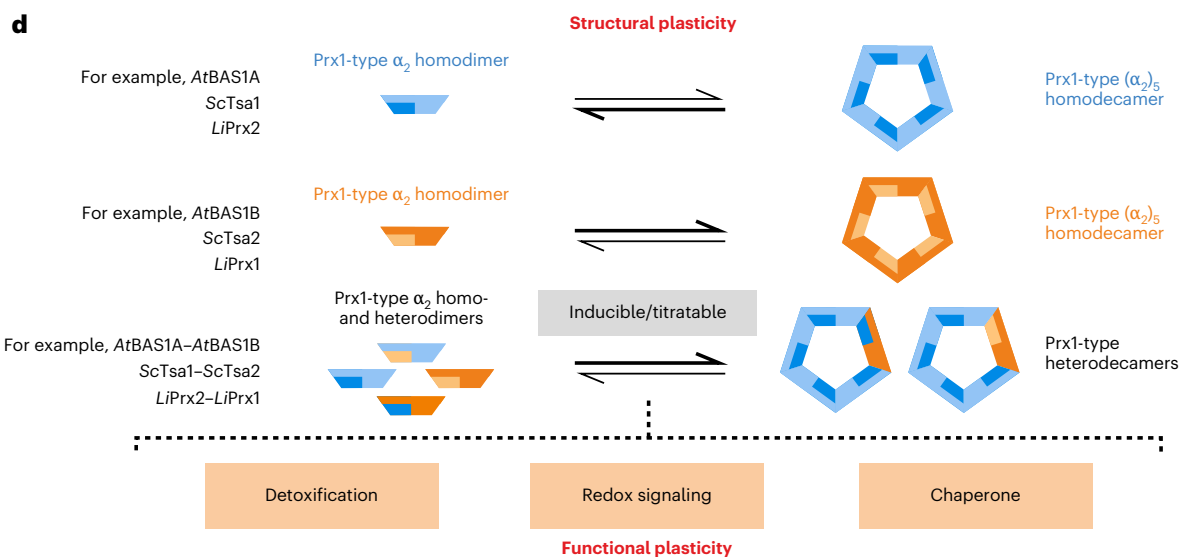 d
Structural plasticity
For example, AtBAS1A
ScTsa1
LiPrx2
Prx1-type α2 homodimer
Prx1-type (α2)5
homodecamer
For example, AtBAS1B
ScTsa2
LiPrx1
Prx1-type α2 homodimer
Prx1-type (α2)5
homodecamer
For example, AtBAS1A–AtBAS1B
ScTsa1–ScTsa2
LiPrx2–LiPrx1
Prx1-type α2 homo-
and heterodimers
Inducible/titratable
Prx1-type
heterodecamers
Detoxification
Redox signaling
Chaperone
Functional plasticity